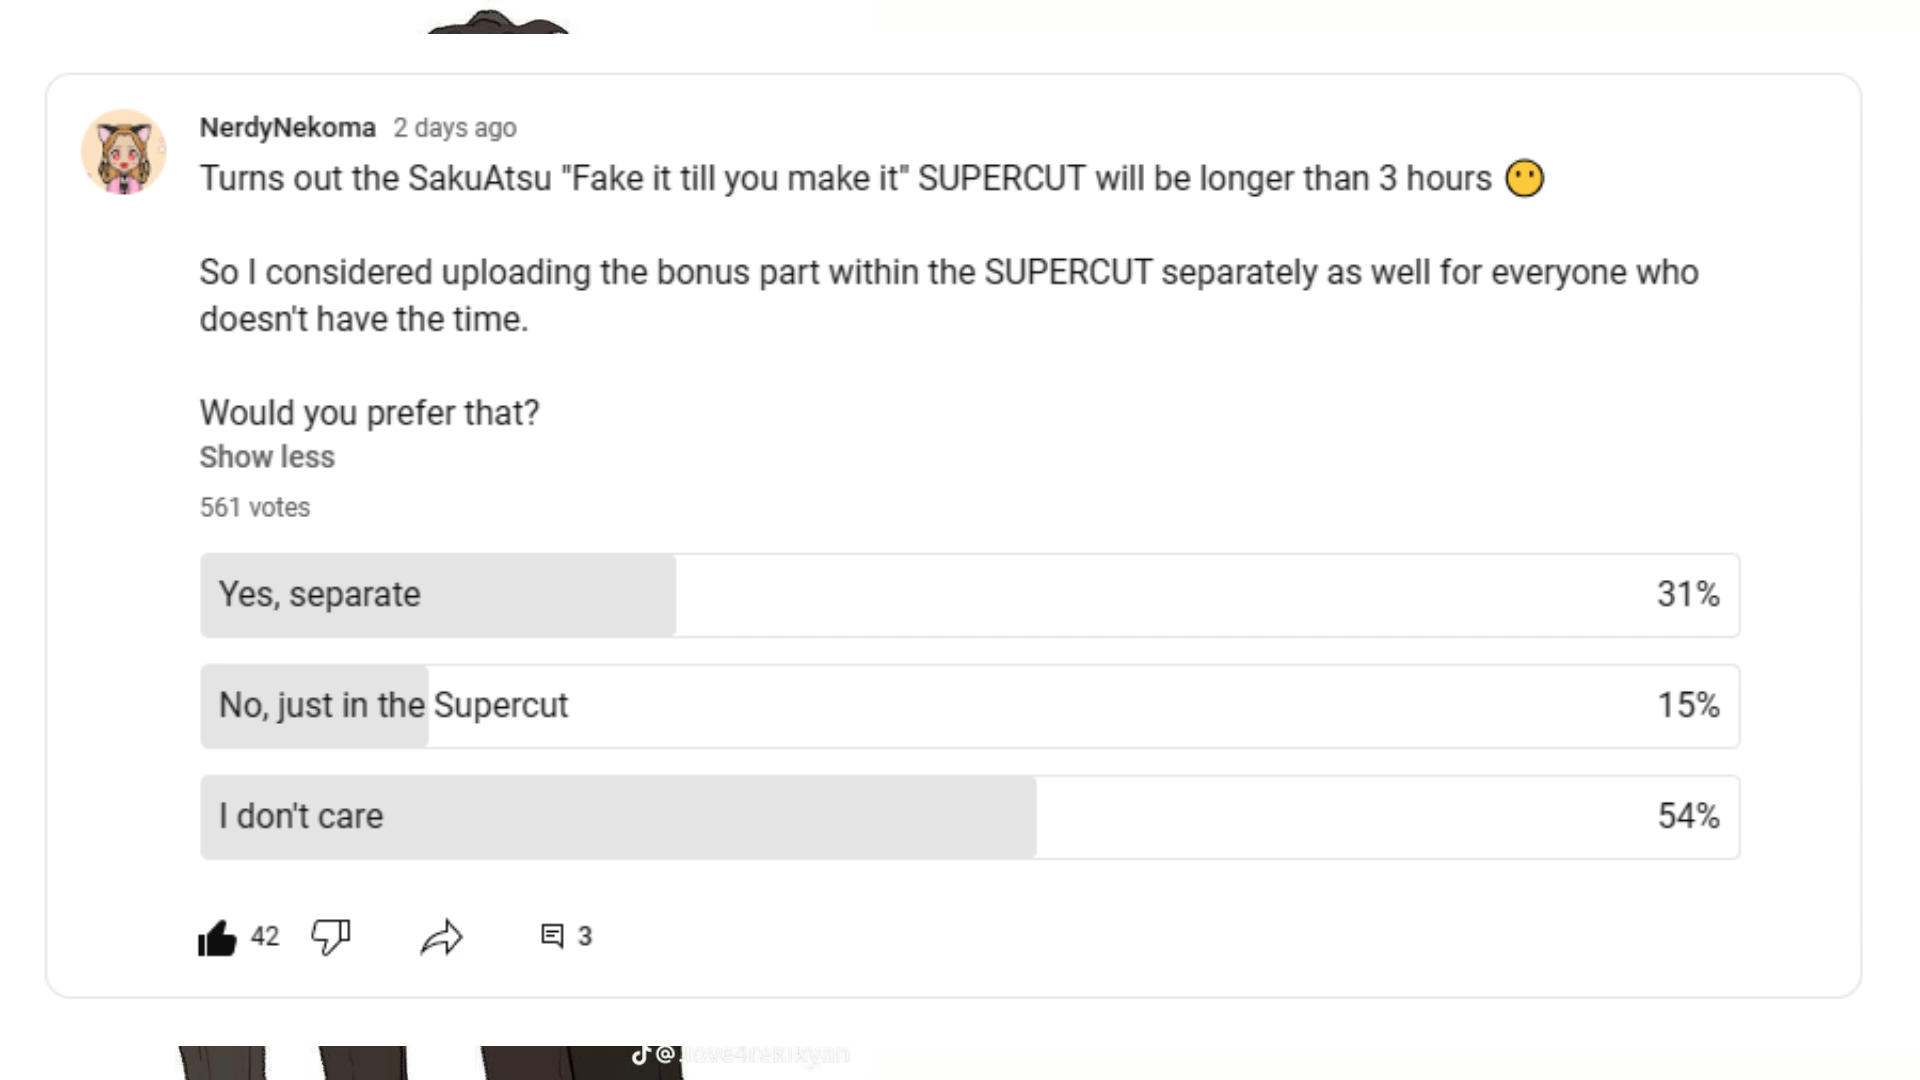 NerdyNekoma 2 days ago
Turns out the SakuAtsu "Fake it till you make it" SUPERCUT will be longer than 3 hours 😶
So I considered uploading the bonus part within the SUPERCUT separately as well for everyone who
doesn't have the time.
Would you prefer that?
Show less
561 votes
Yes, separate 31%
No, just in the Supercut 15%
I don't care 54%
42 3